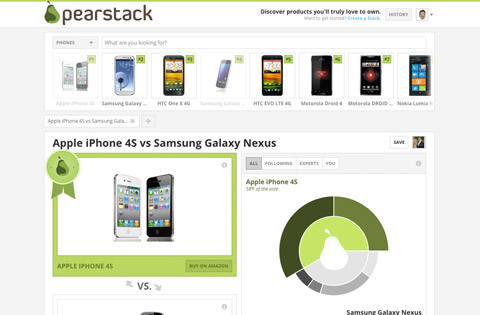 pearstack
Discover products you'll truly love to own.
Want to get started? Create a Stack.
HISTORY
PHONES
What are you looking for?
#1
#2
#3
#4
#5
#6
#7
#8
Apple iPhone 4S
Samsung Galaxy ...
HTC One X 4G
Samsung Galaxy ...
HTC EVO LTE 4G
Motorola Droid 4
Motorola DROID ...
Nokia Lumia
Apple iPhone 4S vs Samsung Gala...
Apple iPhone 4S vs Samsung Galaxy Nexus
SAVE
ALL
FOLLOWING
EXPERTS
YOU
Apple iPhone 4S
58% of the vote
APPLE IPHONE 4S
BUY ON AMAZON
VS.
Samsung Galaxy Nexus